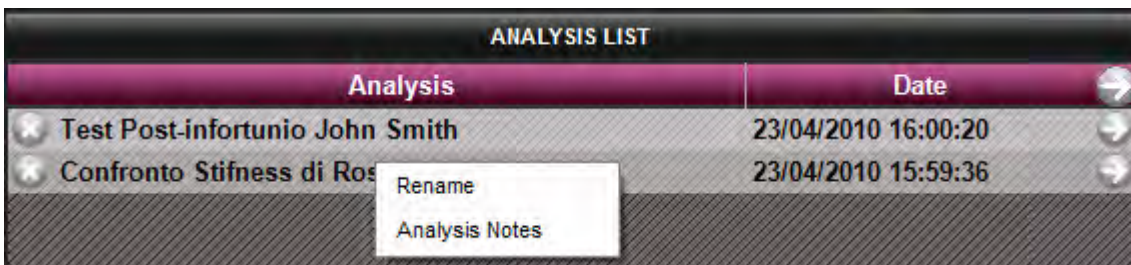 ANALYSIS LIST
Analysis Date
Test Post-infortunio John Smith 23/04/2010 16:00:20
Confronto Stifness di 23/04/2010 15:59:36
Rename
Analysis Notes